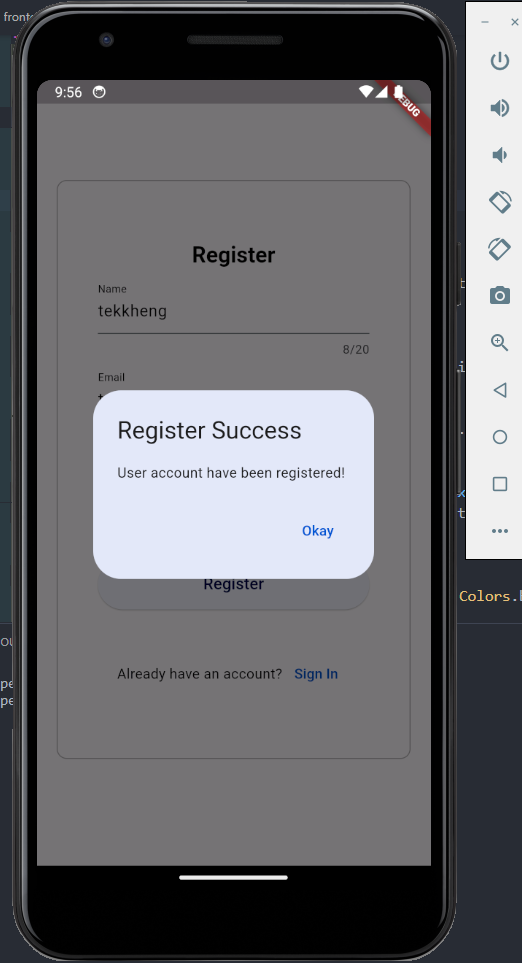 9:56
DEBUG
Register
Name
tekkheng
8/20
Email
Register Success
User account have been registered!
Okay
Register
Already have an account? Sign In
Colors.